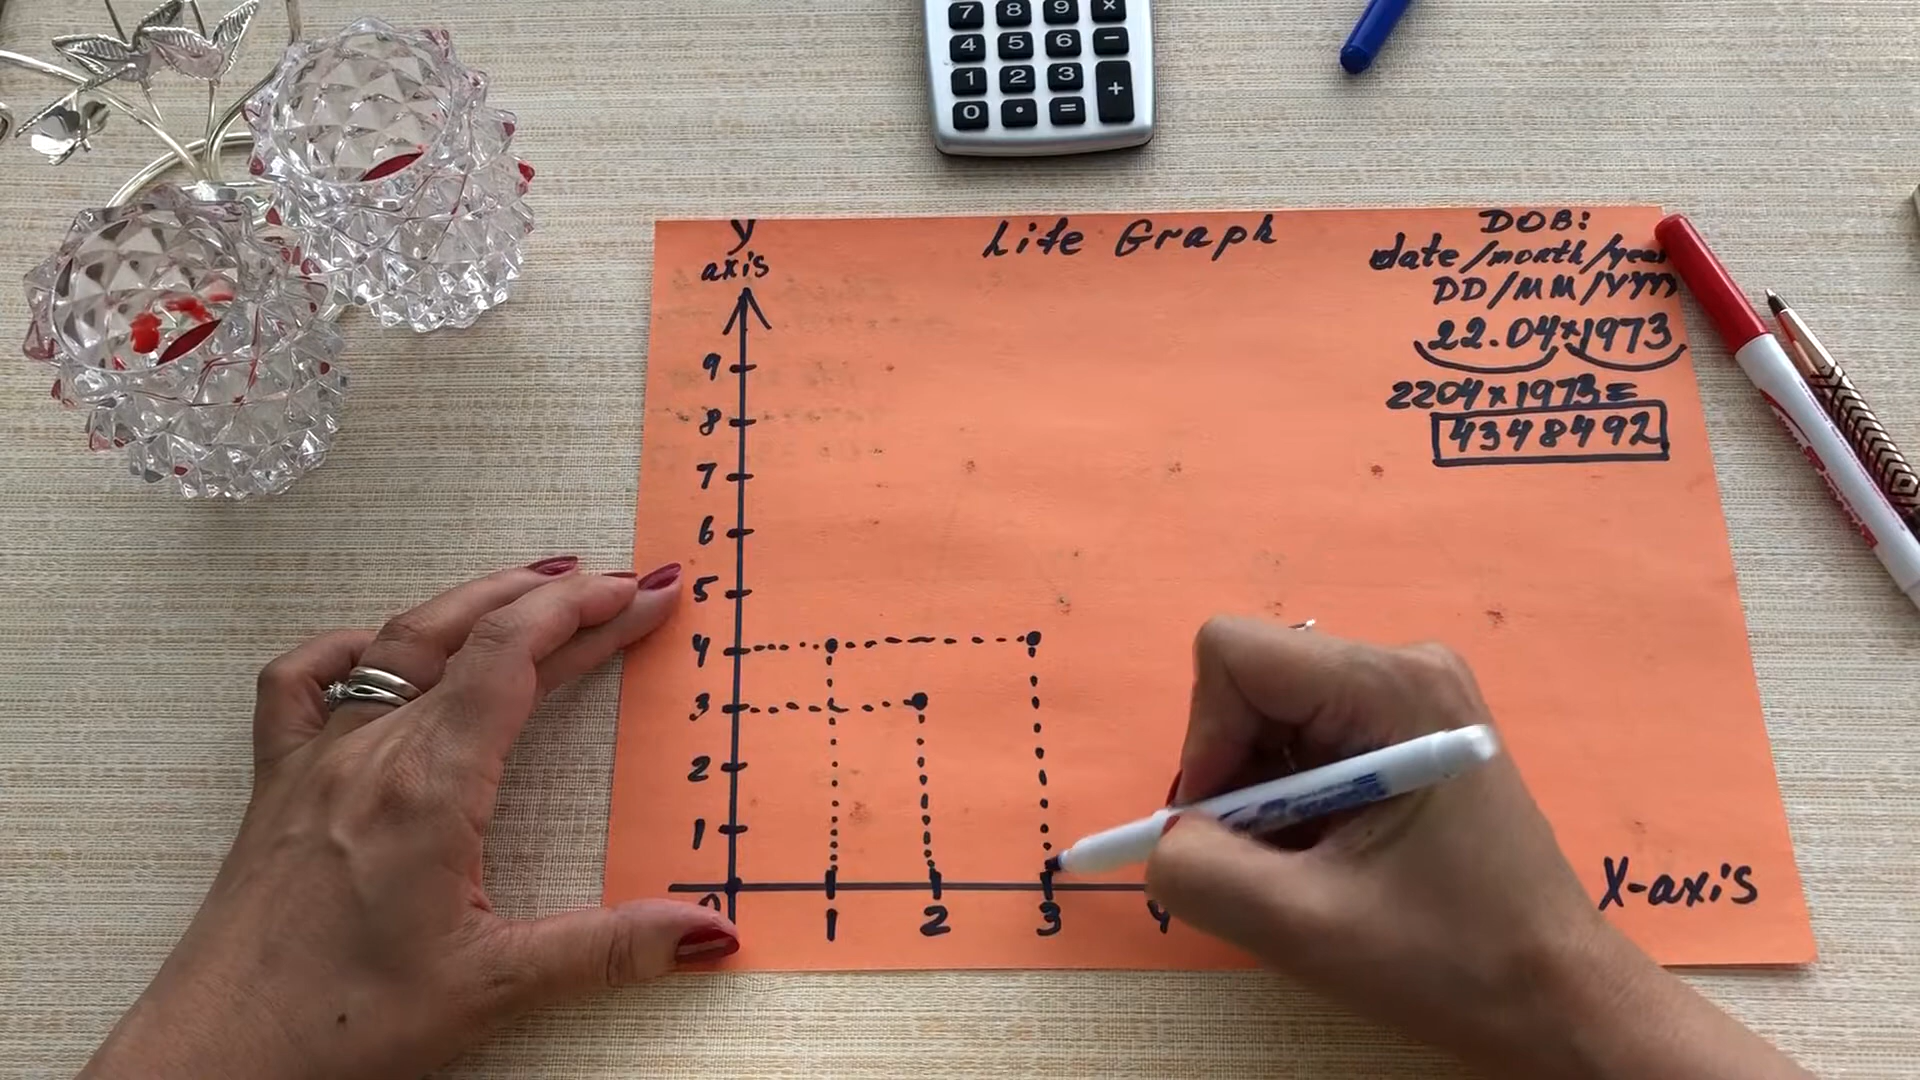 7 8 9 ×
4 5 6 −
1 2 3 +
0 . =
y
axis
Life Graph
DOB:
date/month/year
DD/MM/YYYY
22.04*1973
2204x1973=
4348492
9
8
7
6
5
4
3
2
1
0
1 2 3 4
X-axis